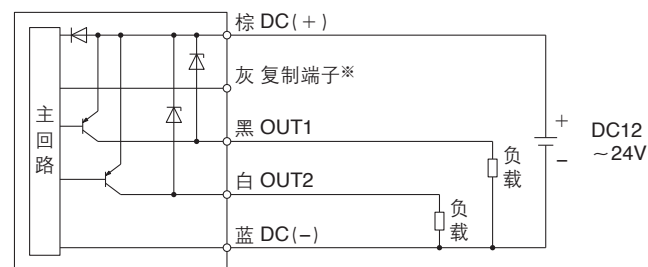 棕 DC(+)
灰 复制端子※
主回路
黑 OUT1
+
DC12
～24V
−
负载
白 OUT2
负载
蓝 DC(−)